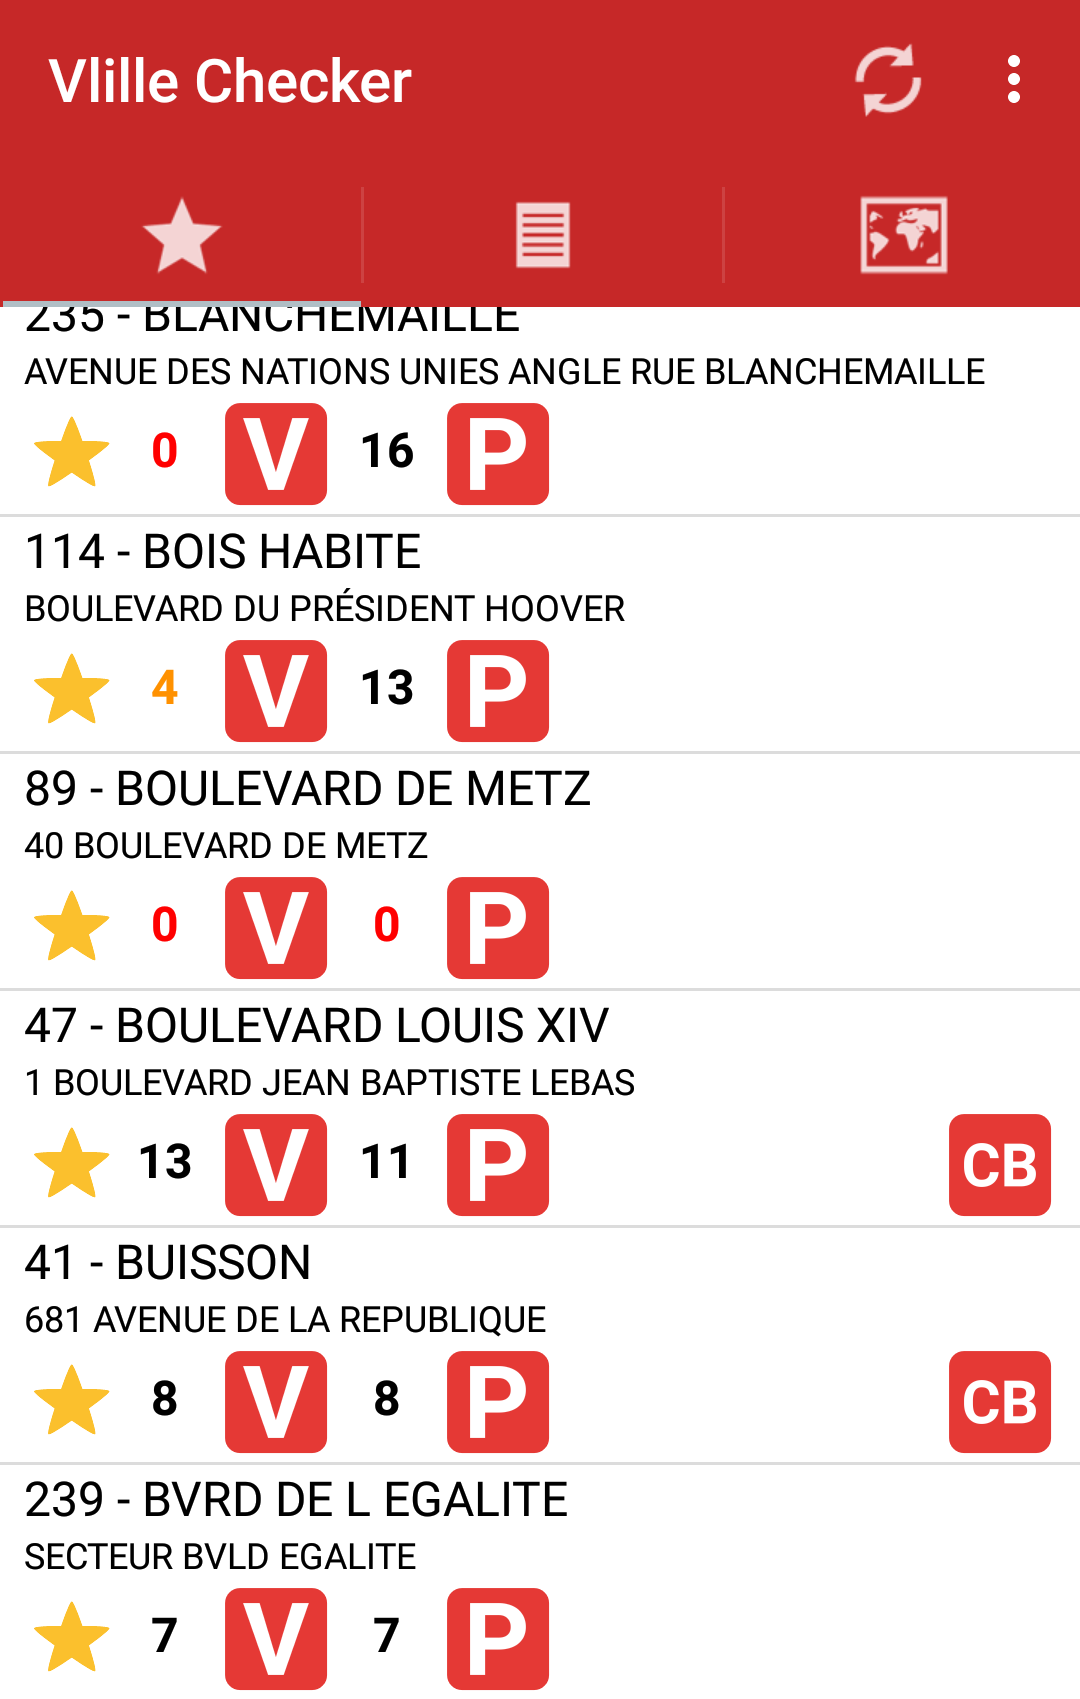 Vlille Checker
235 - BLANCHEMAILLE
AVENUE DES NATIONS UNIES ANGLE RUE BLANCHEMAILLE
0 V 16 P
114 - BOIS HABITE
BOULEVARD DU PRÉSIDENT HOOVER
4 V 13 P
89 - BOULEVARD DE METZ
40 BOULEVARD DE METZ
0 V 0 P
47 - BOULEVARD LOUIS XIV
1 BOULEVARD JEAN BAPTISTE LEBAS
13 V 11 P CB
41 - BUISSON
681 AVENUE DE LA REPUBLIQUE
8 V 8 P CB
239 - BVRD DE L EGALITE
SECTEUR BVLD EGALITE
7 V 7 P